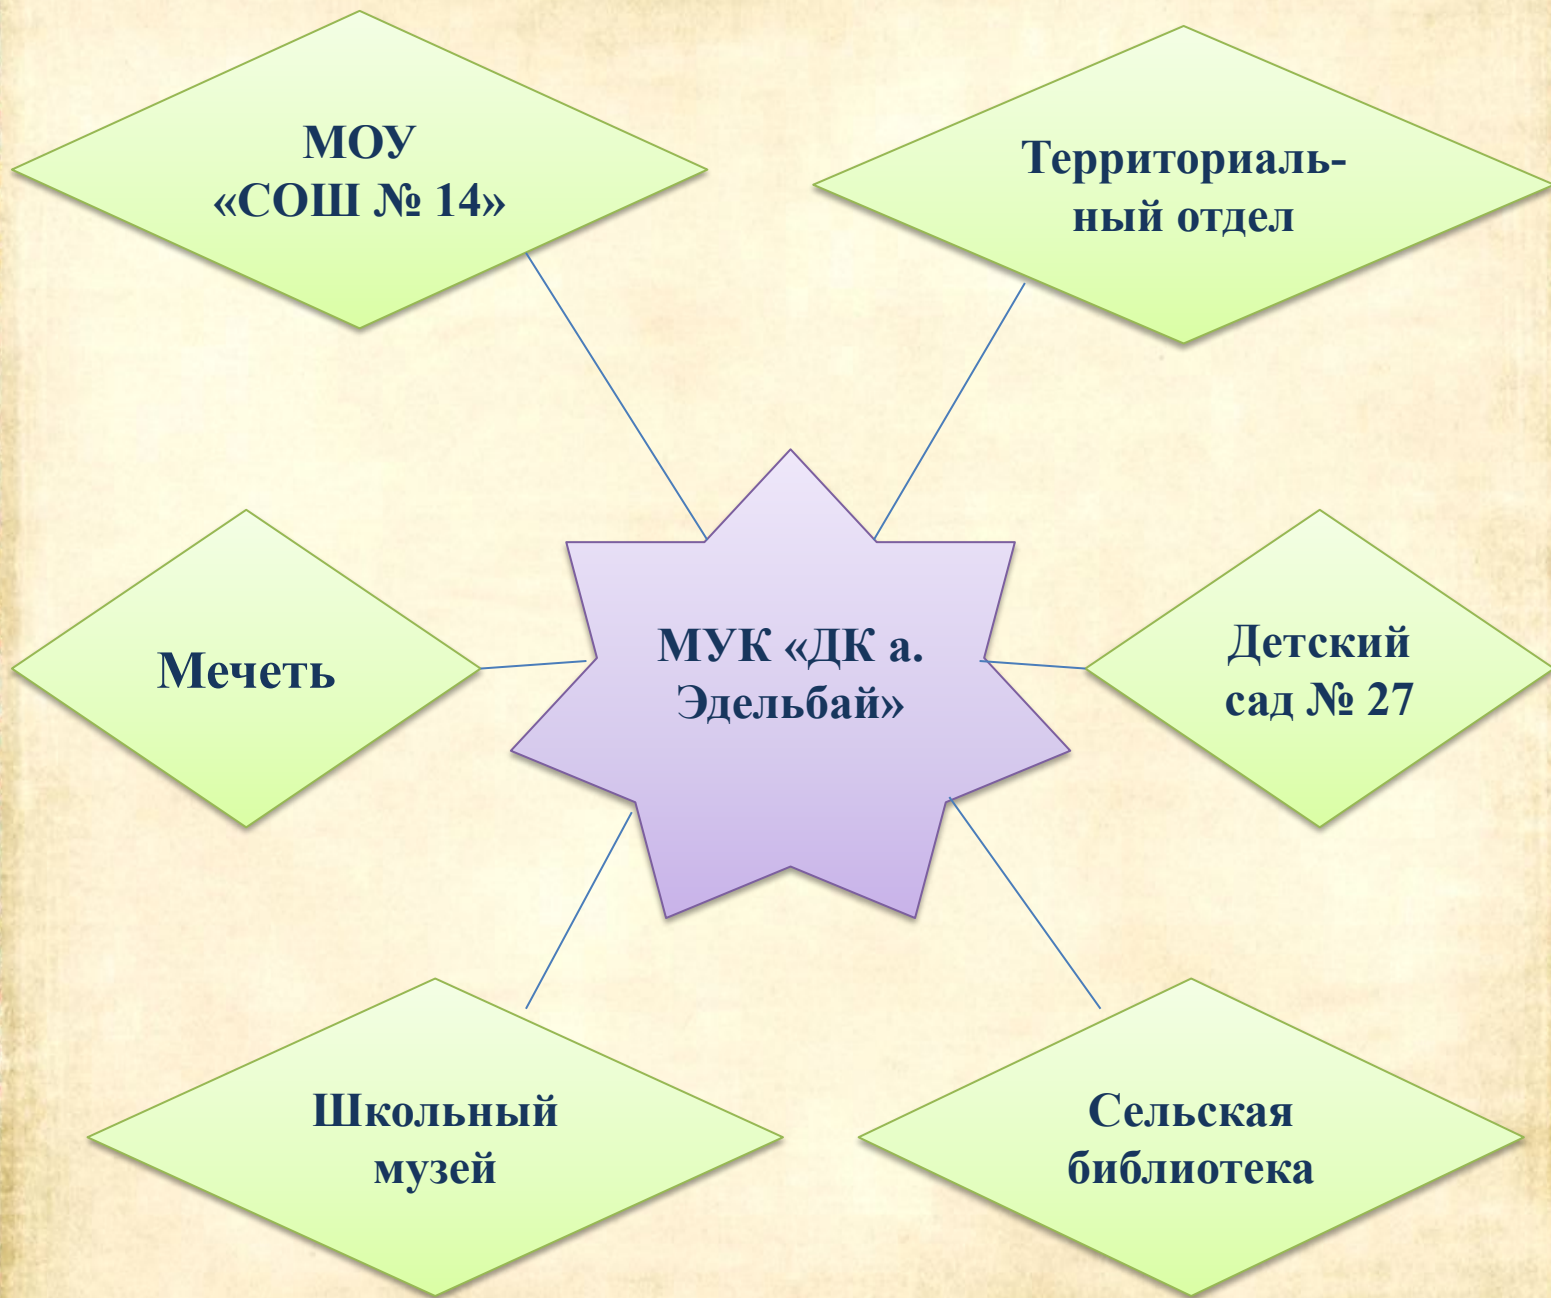 МОУ
«СОШ № 14»
Территориаль-
ный отдел
Мечеть
МУК «ДК а.
Эдельбай»
Детский
сад № 27
Школьный
музей
Сельская
библиотека